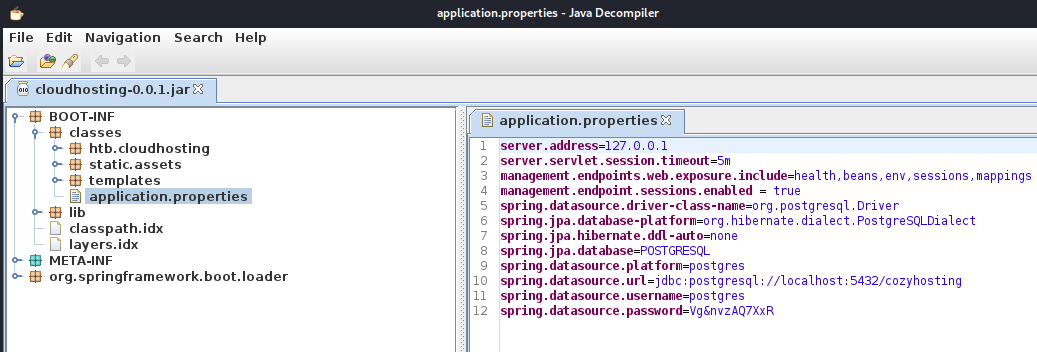 application.properties - Java Decompiler
File Edit Navigation Search Help
cloudhosting-0.0.1.jar
BOOT-INF
classes
htb.cloudhosting
static.assets
templates
application.properties
lib
classpath.idx
layers.idx
META-INF
org.springframework.boot.loader
application.properties
1 server.address=127.0.0.1
2 server.servlet.session.timeout=5m
3 management.endpoints.web.exposure.include=health,beans,env,sessions,mappings
4 management.endpoint.sessions.enabled = true
5 spring.datasource.driver-class-name=org.postgresql.Driver
6 spring.jpa.database-platform=org.hibernate.dialect.PostgreSQLDialect
7 spring.jpa.hibernate.ddl-auto=none
8 spring.jpa.database=POSTGRESQL
9 spring.datasource.platform=postgres
10 spring.datasource.url=jdbc:postgresql://localhost:5432/cozyhosting
11 spring.datasource.username=postgres
12 spring.datasource.password=Vg&nvzAQ7XxR